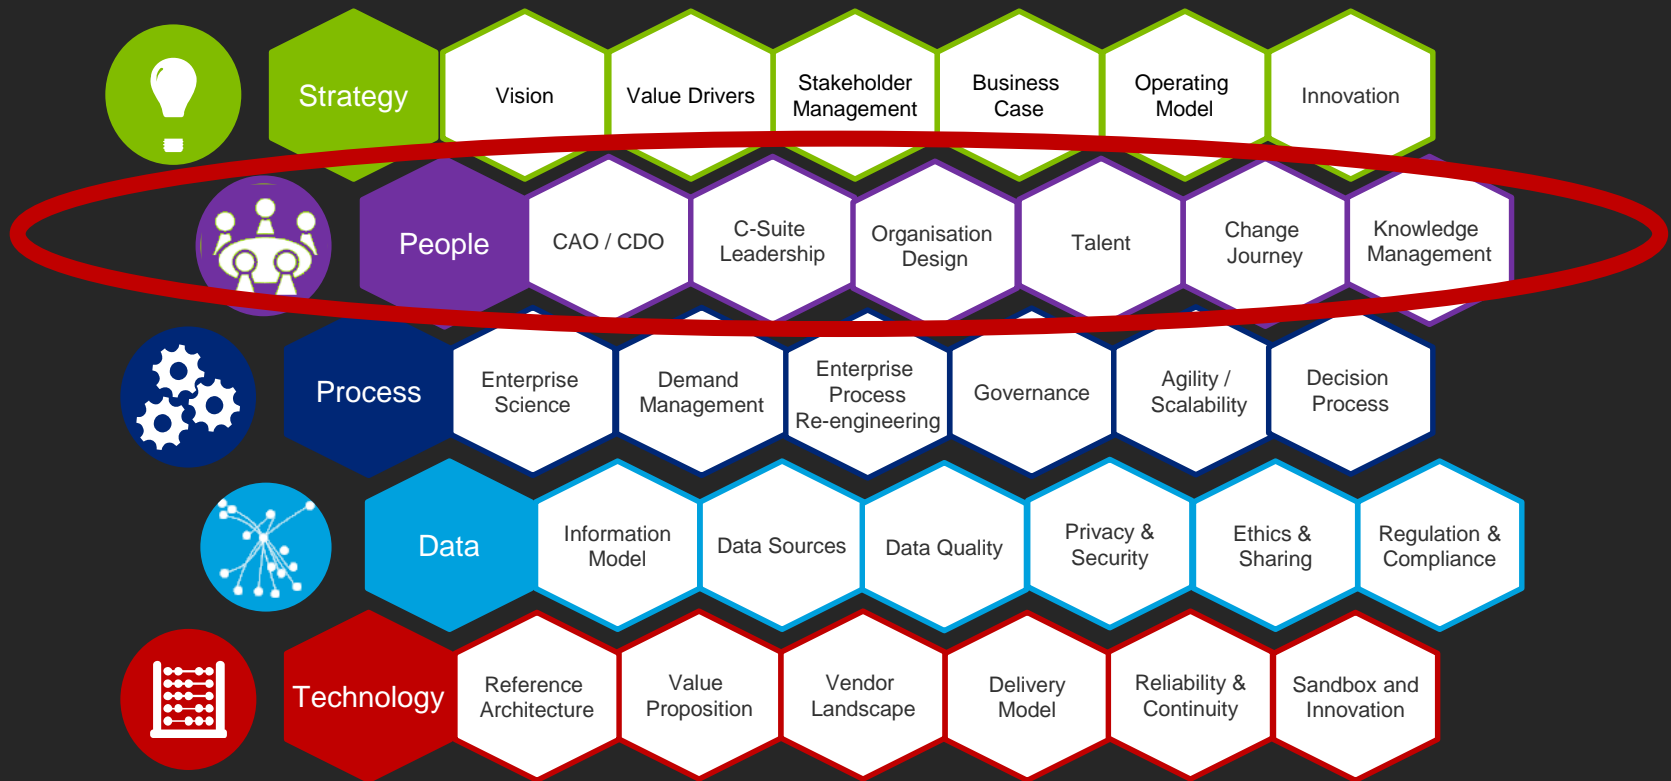 Strategy
Vision
Value Drivers
Stakeholder
Management
Business
Case
Operating
Model
Innovation
People
CAO / CDO
C-Suite
Leadership
Organisation
Design
Talent
Change
Journey
Knowledge
Management
Process
Enterprise
Science
Demand
Management
Enterprise
Process
Re-engineering
Governance
Agility /
Scalability
Decision
Process
Data
Information
Model
Data Sources
Data Quality
Privacy &
Security
Ethics &
Sharing
Regulation &
Compliance
Technology
Reference
Architecture
Value
Proposition
Vendor
Landscape
Delivery
Model
Reliability &
Continuity
Sandbox and
Innovation